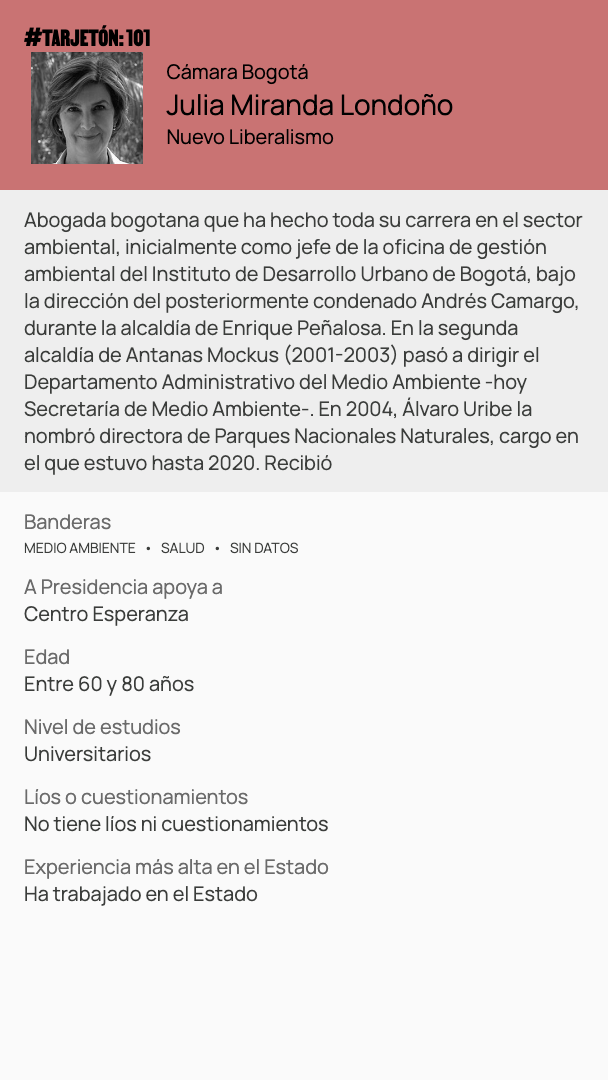 #TARJETÓN: 101
Cámara Bogotá
Julia Miranda Londoño
Nuevo Liberalismo
Abogada bogotana que ha hecho toda su carrera en el sector
ambiental, inicialmente como jefe de la oficina de gestión
ambiental del Instituto de Desarrollo Urbano de Bogotá, bajo
la dirección del posteriormente condenado Andrés Camargo,
durante la alcaldía de Enrique Peñalosa. En la segunda
alcaldía de Antanas Mockus (2001-2003) pasó a dirigir el
Departamento Administrativo del Medio Ambiente -hoy
Secretaría de Medio Ambiente-. En 2004, Álvaro Uribe la
nombró directora de Parques Nacionales Naturales, cargo en
el que estuvo hasta 2020. Recibió
Banderas
MEDIO AMBIENTE • SALUD • SIN DATOS
A Presidencia apoya a
Centro Esperanza
Edad
Entre 60 y 80 años
Nivel de estudios
Universitarios
Líos o cuestionamientos
No tiene líos ni cuestionamientos
Experiencia más alta en el Estado
Ha trabajado en el Estado